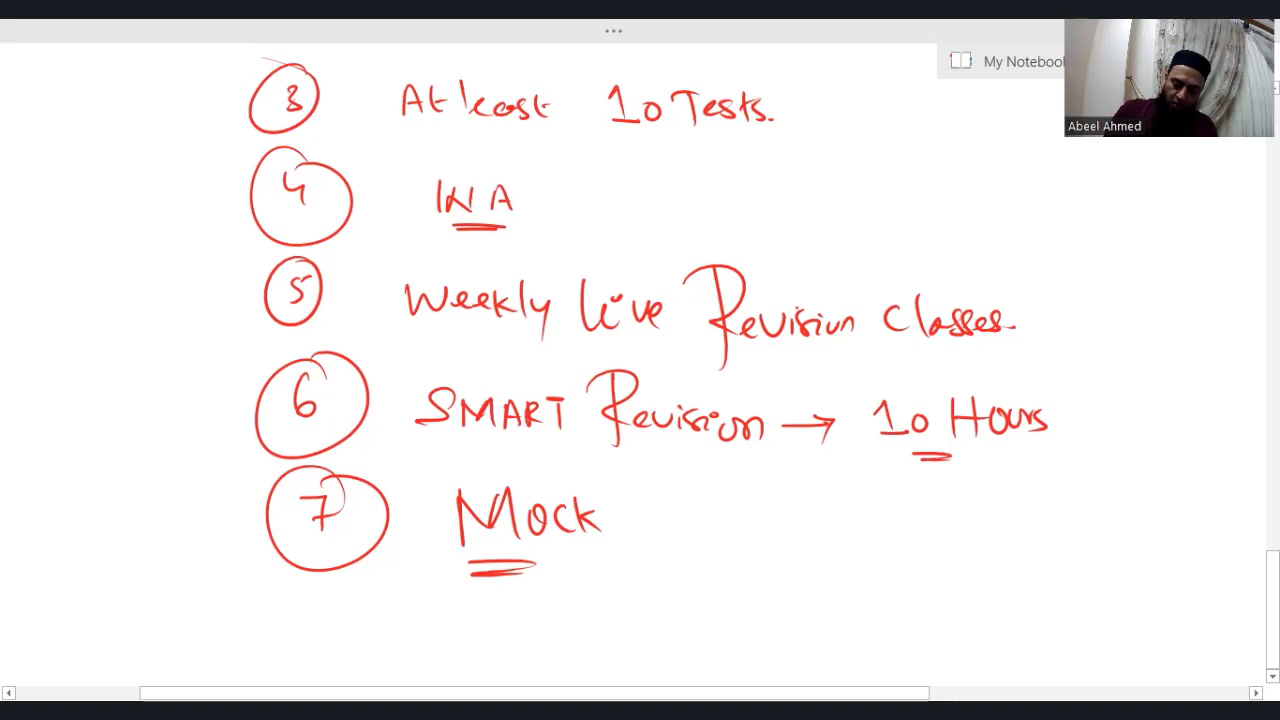 •••
My Notebook
Abeel Ahmed
3 At least 10 Tests.
4 INA
5 Weekly live Revision classes.
6 SMART Revision → 10 Hours
7 Mock